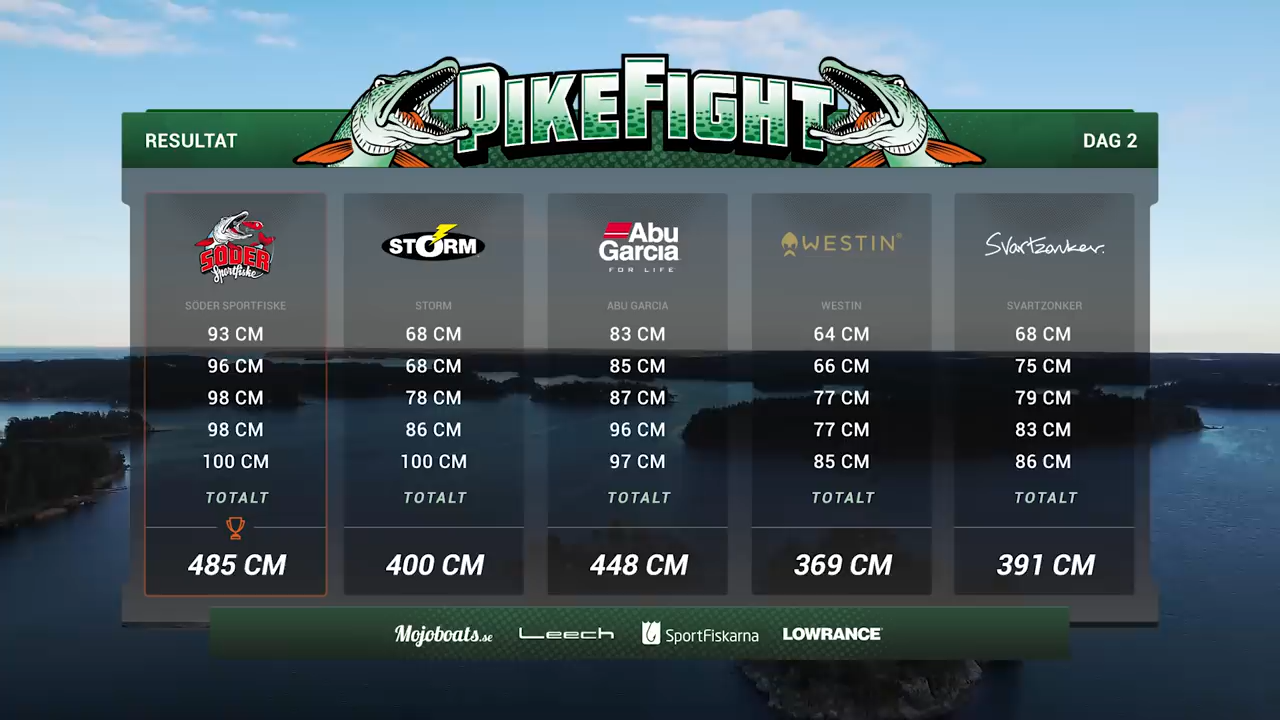 PIKEFIGHT
RESULTAT
DAG 2
SÖDER
Sportfiske
SÖDER SPORTFISKE
93 CM
96 CM
98 CM
98 CM
100 CM
TOTALT
485 CM
STORM
STORM
68 CM
68 CM
78 CM
86 CM
100 CM
TOTALT
400 CM
Abu
Garcia
FOR LIFE
ABU GARCIA
83 CM
85 CM
87 CM
96 CM
97 CM
TOTALT
448 CM
WESTIN®
WESTIN
64 CM
66 CM
77 CM
77 CM
85 CM
TOTALT
369 CM
Svartzonker.
SVARTZONKER
68 CM
75 CM
79 CM
83 CM
86 CM
TOTALT
391 CM
Mojoboats.se
Leech
SportFiskarna
LOWRANCE